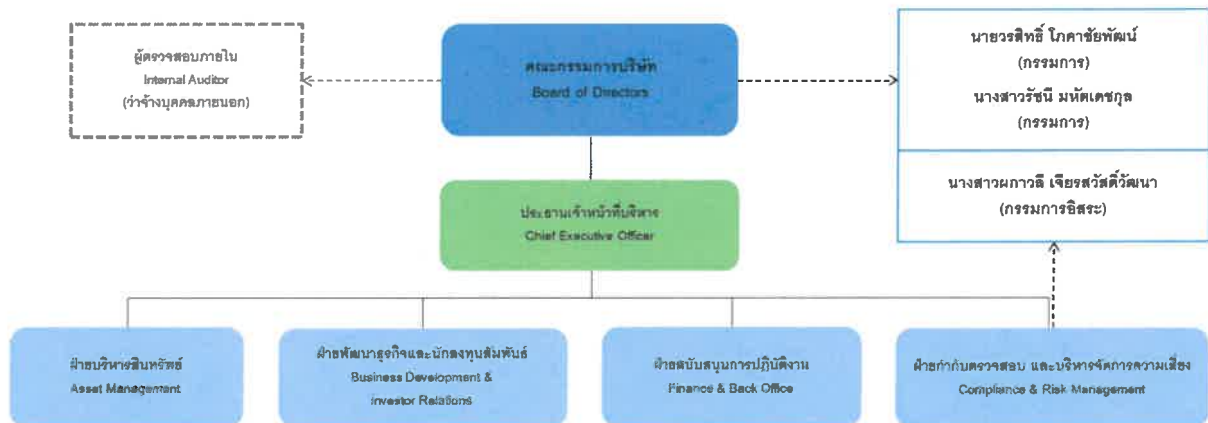 ผู้ตรวจสอบภายใน
Internal Auditor
(ว่าจ้างบุคคลภายนอก)
คณะกรรมการบริษัท
Board of Directors
นายวรสิทธิ์ โภคาชัยพัฒน์
(กรรมการ)
นางสาวรัชนี มหัตเดชกุล
(กรรมการ)
นางสาวผกาวลี เจียรสวัสดิ์วัฒนา
(กรรมการอิสระ)
ประธานเจ้าหน้าที่บริหาร
Chief Executive Officer
ฝ่ายบริหารสินทรัพย์
Asset Management
ฝ่ายพัฒนาธุรกิจและนักลงทุนสัมพันธ์
Business Development &
Investor Relations
ฝ่ายสนับสนุนการปฏิบัติงาน
Finance & Back Office
ฝ่ายกำกับตรวจสอบ และบริหารจัดการความเสี่ยง
Compliance & Risk Management